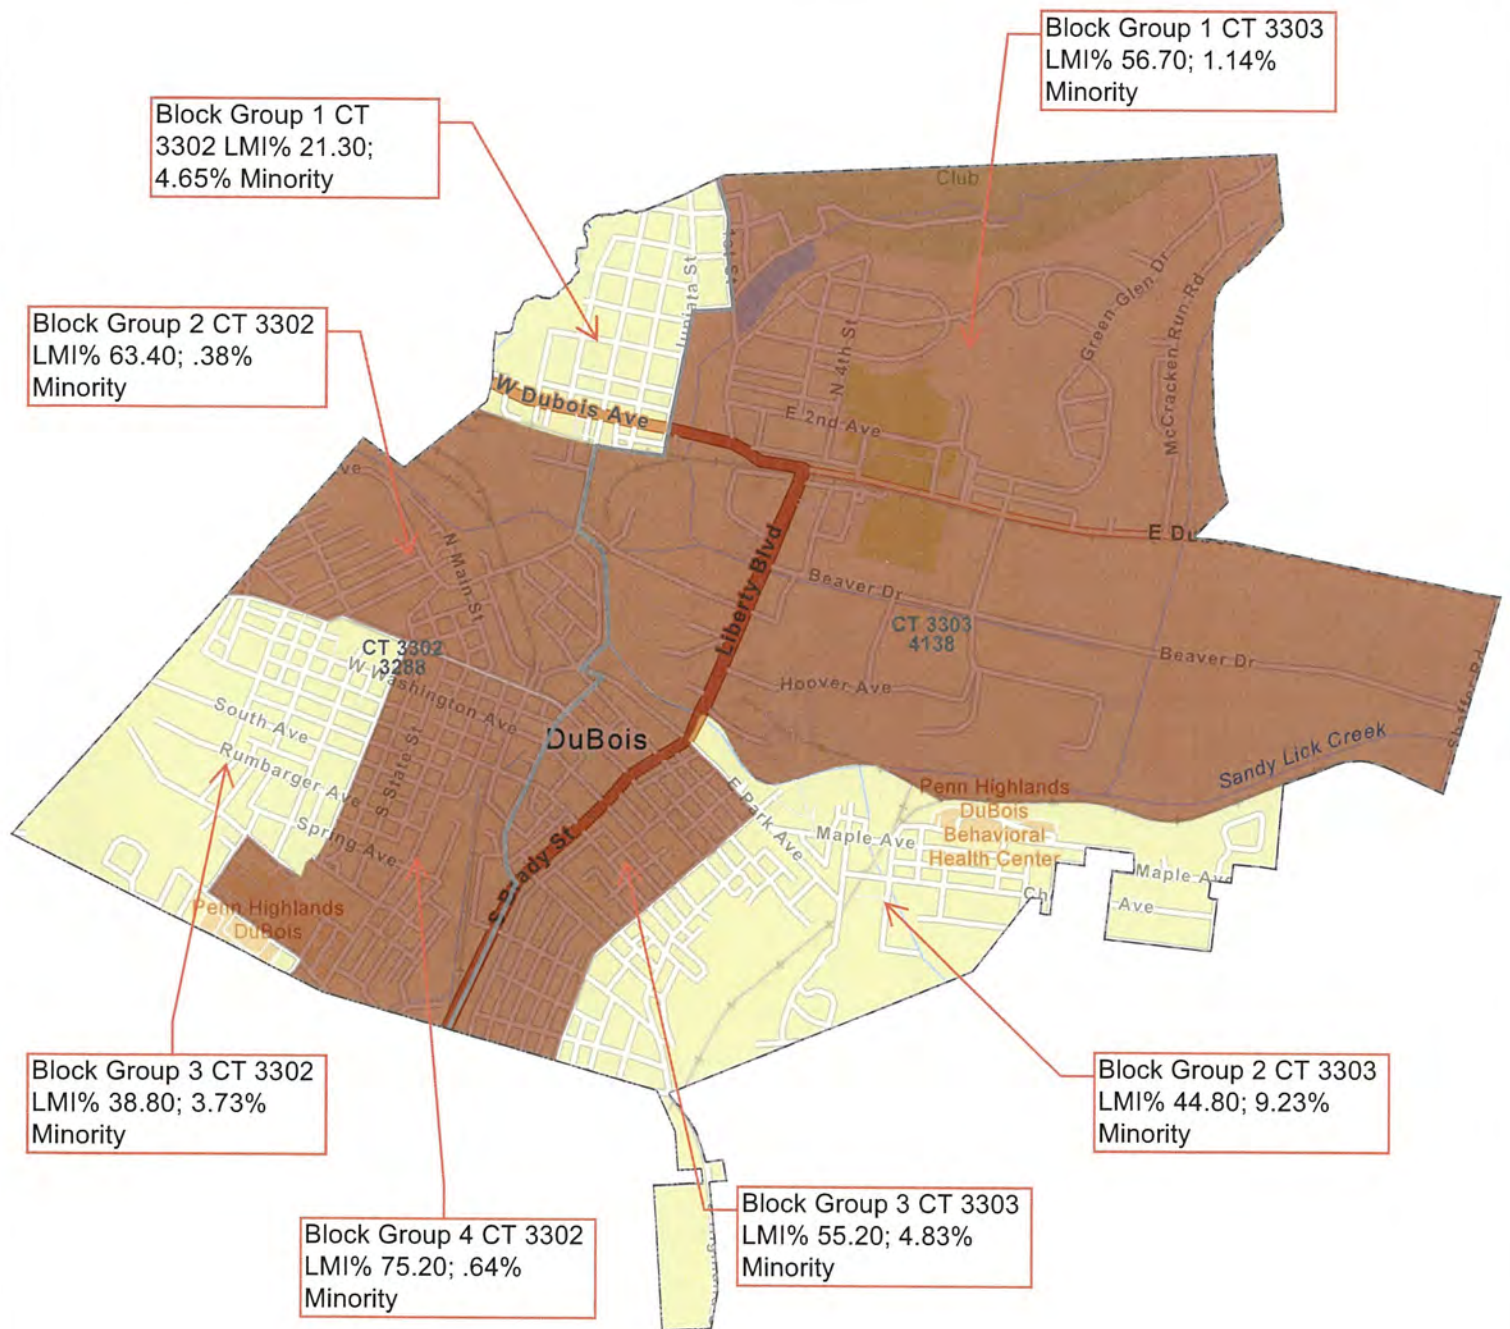 Block Group 1 CT 3303
LMI% 56.70; 1.14%
Minority
Block Group 1 CT
3302 LMI% 21.30;
4.65% Minority
Club
Juniata St
Green Glen Dr
McCracken Run Rd
N 4th St
Block Group 2 CT 3302
LMI% 63.40; .38%
Minority
W Dubois Ave
E 2nd Ave
ve
E Du
N Main St
Liberty Blvd
Beaver Dr
CT 3303
4138
CT 3302
3288
W Washington Ave
Beaver Dr
Hoover Ave
South Ave
DuBois
S State St
Rumbarger Ave
Sandy Lick Creek
Shaffer Rd
Penn Highlands
DuBois
Behavioral
Health Center
E Park Ave
Maple Ave
Spring Ave
S Brady St
Maple Ave
Ch
Ave
Penn Highlands
DuBois
Block Group 3 CT 3302
LMI% 38.80; 3.73%
Minority
Block Group 2 CT 3303
LMI% 44.80; 9.23%
Minority
Block Group 3 CT 3303
LMI% 55.20; 4.83%
Minority
Block Group 4 CT 3302
LMI% 75.20; .64%
Minority